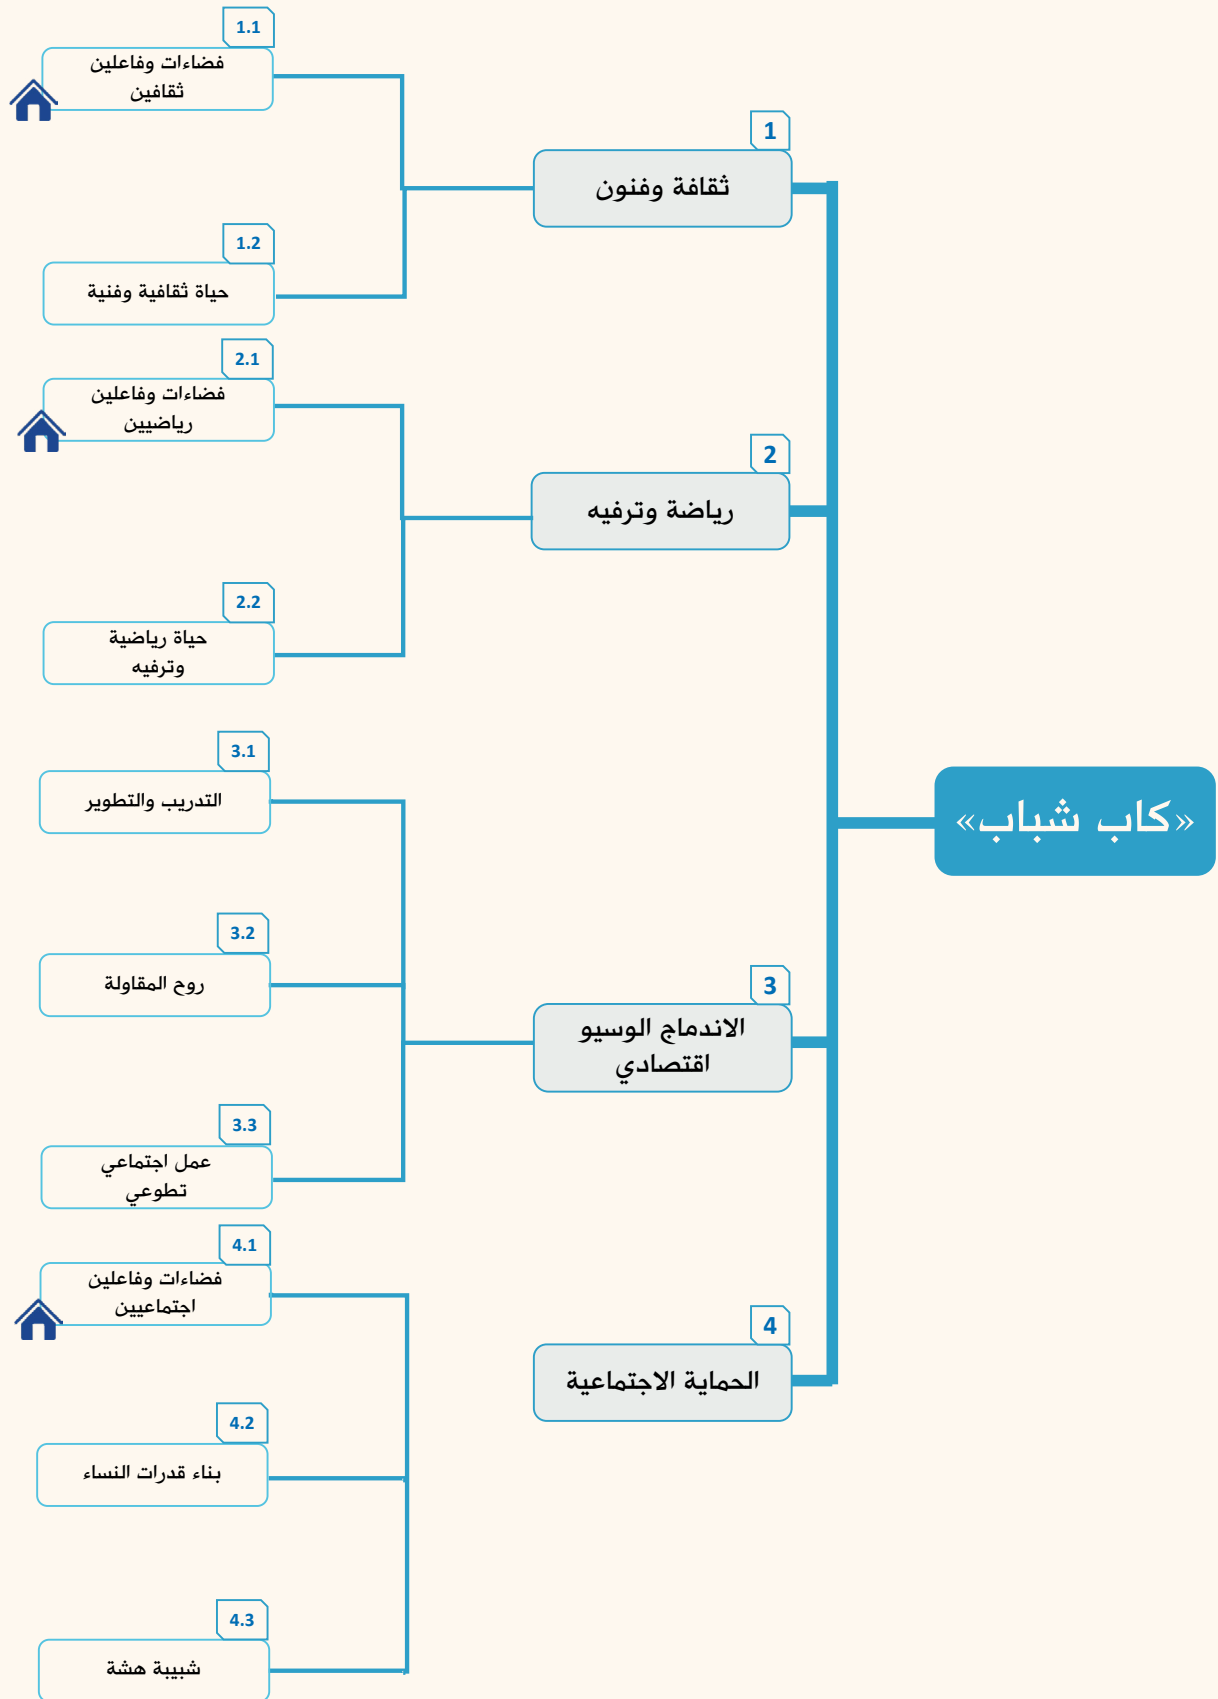 «كاب شباب»
1
ثقافة وفنون
1.1
فضاءات وفاعلين
ثقافين
1.2
حياة ثقافية وفنية
2
رياضة وترفيه
2.1
فضاءات وفاعلين
رياضيين
2.2
حياة رياضية
وترفيه
3
الاندماج الوسيو
اقتصادي
3.1
التدريب والتطوير
3.2
روح المقاولة
3.3
عمل اجتماعي
تطوعي
4
الحماية الاجتماعية
4.1
فضاءات وفاعلين
اجتماعيين
4.2
بناء قدرات النساء
4.3
شبيبة هشة